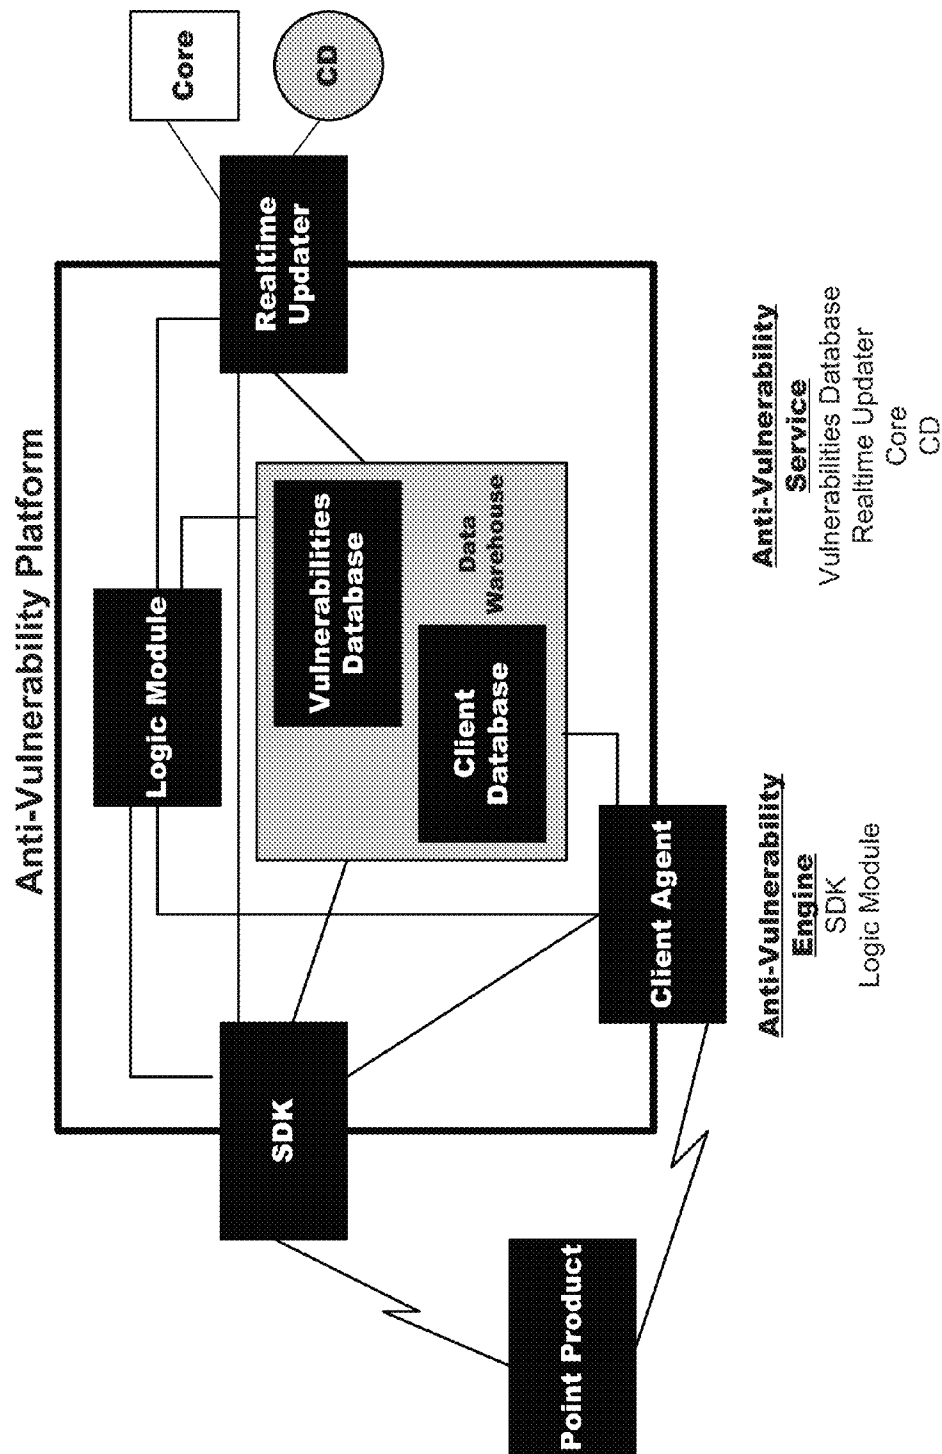 Anti-Vulnerability Platform
Core
CD
Realtime
Updater
Logic Module
Vulnerabilities
Database
Data
Warehouse
Client
Database
SDK
Client Agent
Point Product
Anti-Vulnerability
Engine
SDK
Logic Module
Anti-Vulnerability
Service
Vulnerabilities Database
Realtime Updater
Core
CD